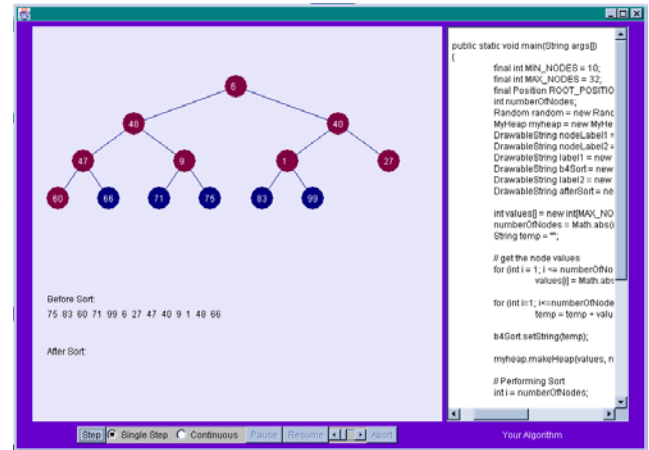 6
48 40
47 9 1 27
60 66 71 75 83 99
Before Sort:
75 83 60 71 99 6 27 47 40 9 1 48 66
After Sort:
public static void main(String args[])
{
final int MIN_NODES = 10;
final int MAX_NODES = 32;
final Position ROOT_POSITIO
int numberOfNodes;
Random random = new Ranc
MyHeap myheap = new MyHe
DrawableString nodeLabel1 =
DrawableString nodeLabel2 =
DrawableString label1 = new
DrawableString b4Sort = new
DrawableString label2 = new
DrawableString afterSort = ne
int values[] = new int[MAX_NO
numberOfNodes = Math.abs(
String temp = "";
// get the node values
for (int i = 1; i <= numberOfNo
values[i] = Math.abs
for (int i=1; i<=numberOfNode
temp = temp + valu
b4Sort.setString(temp);
myheap.makeHeap(values, n
// Performing Sort
int i = numberOfNodes;
Step Single Step Continuous Pause Resume Abort
Your Algorithm